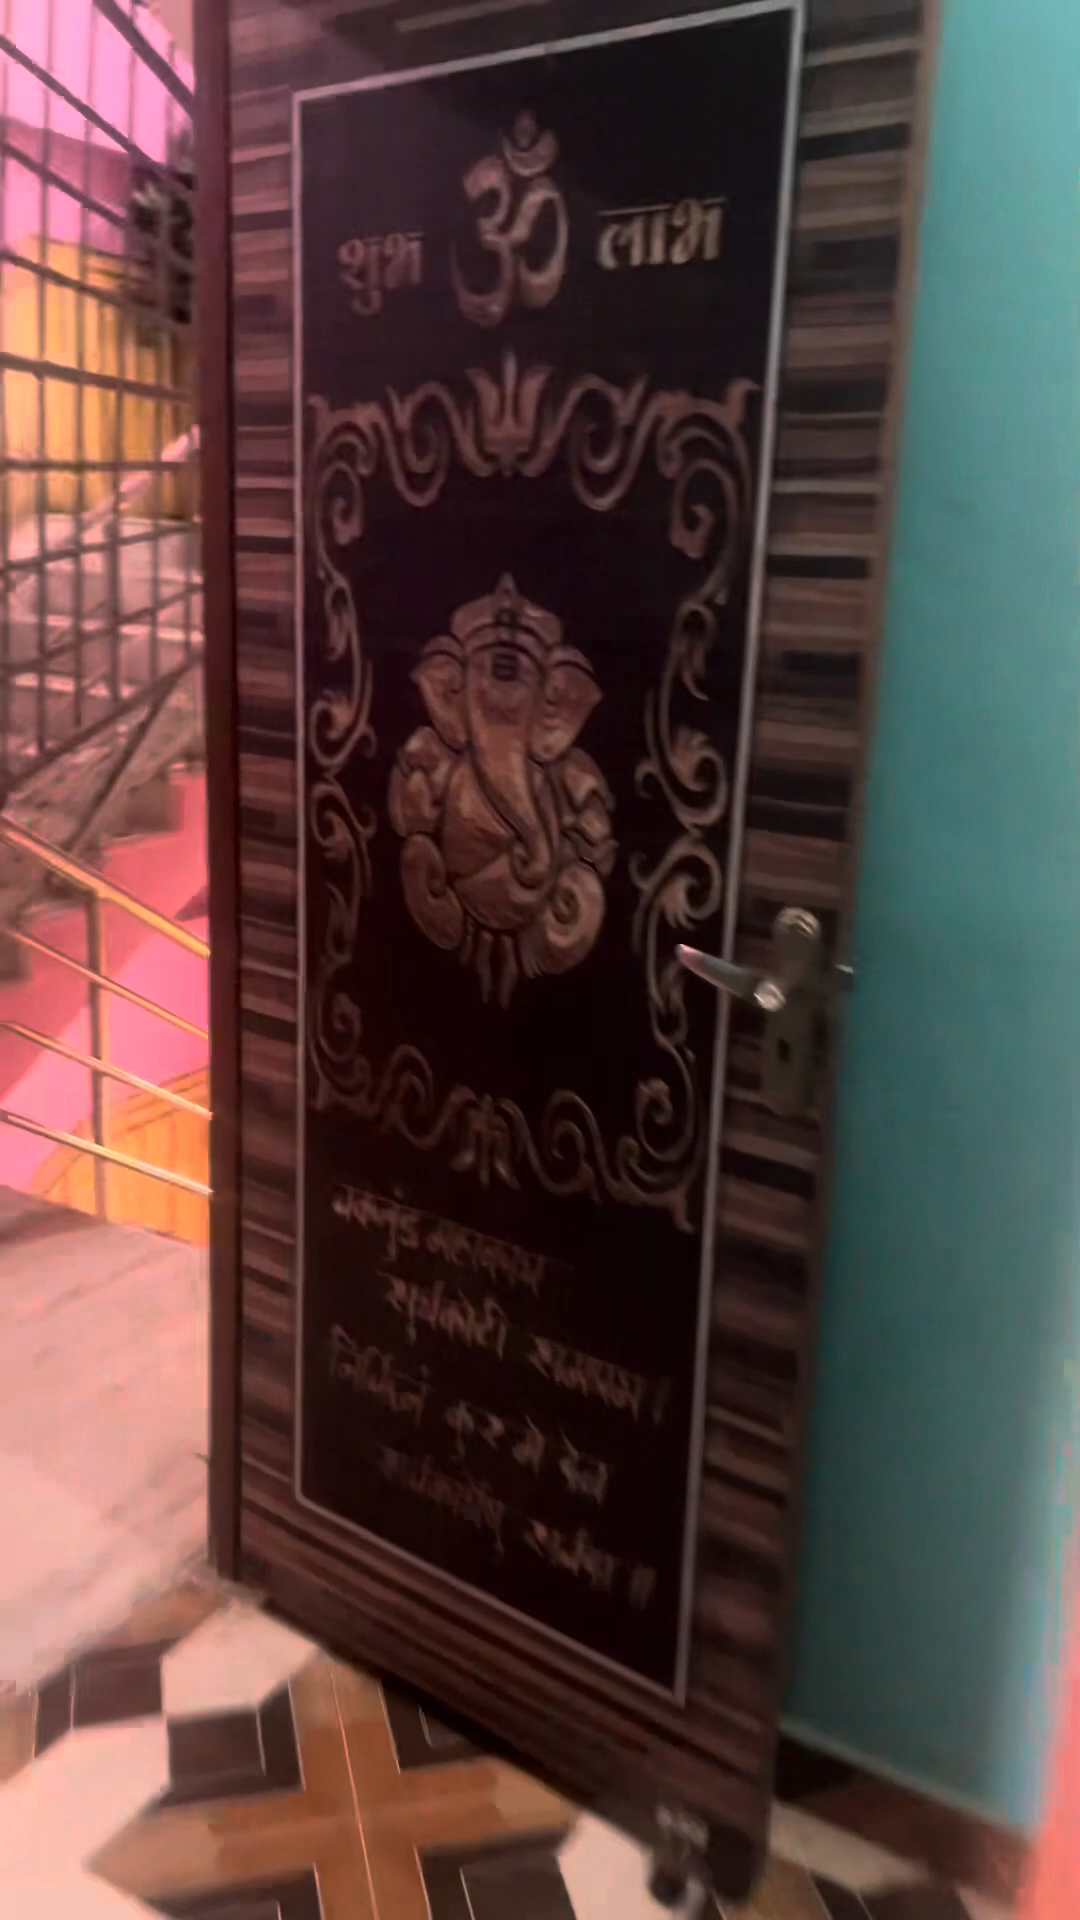 शुभ ॐ लाभ
वक्रतुंड महाकाय
सुर्यकोटी समप्रभ।
निर्विघ्नं कुरु मे देव
सर्वकार्येषु सर्वदा॥